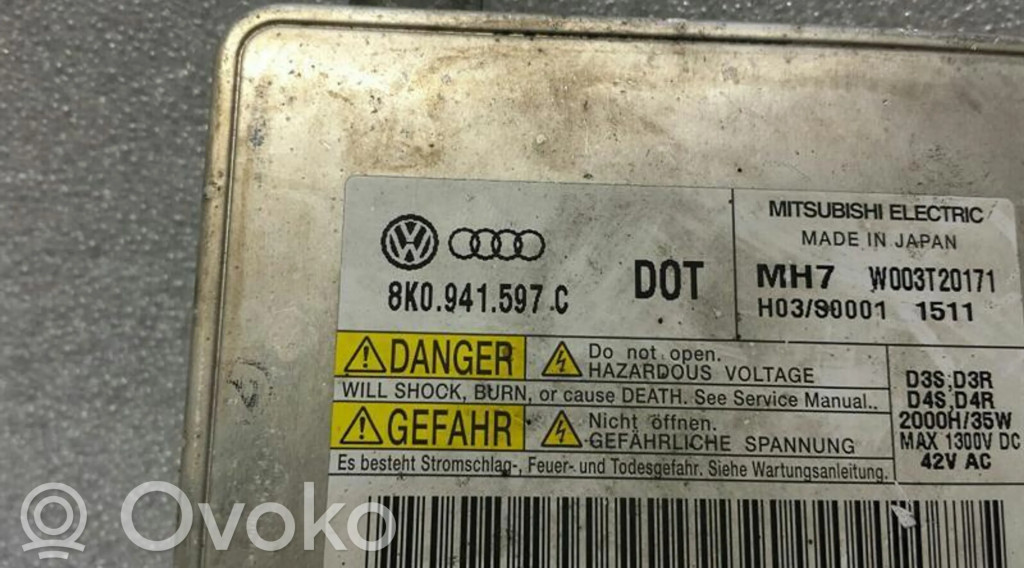 MITSUBISHI ELECTRIC
MADE IN JAPAN
8K0.941.597.C
DOT
MH7 W003T20171
H03/90001 1511
DANGER
Do not open.
HAZARDOUS VOLTAGE
WILL SHOCK, BURN, or cause DEATH. See Service Manual..
GEFAHR
Nicht öffnen.
GEFÄHRLICHE SPANNUNG
Es besteht Stromschlag-, Feuer- und Todesgefahr. Siehe Wartungsanleitung.
D3S;D3R
D4S,D4R
2000H/35W
MAX 1300V DC
42V AC
Ovoko